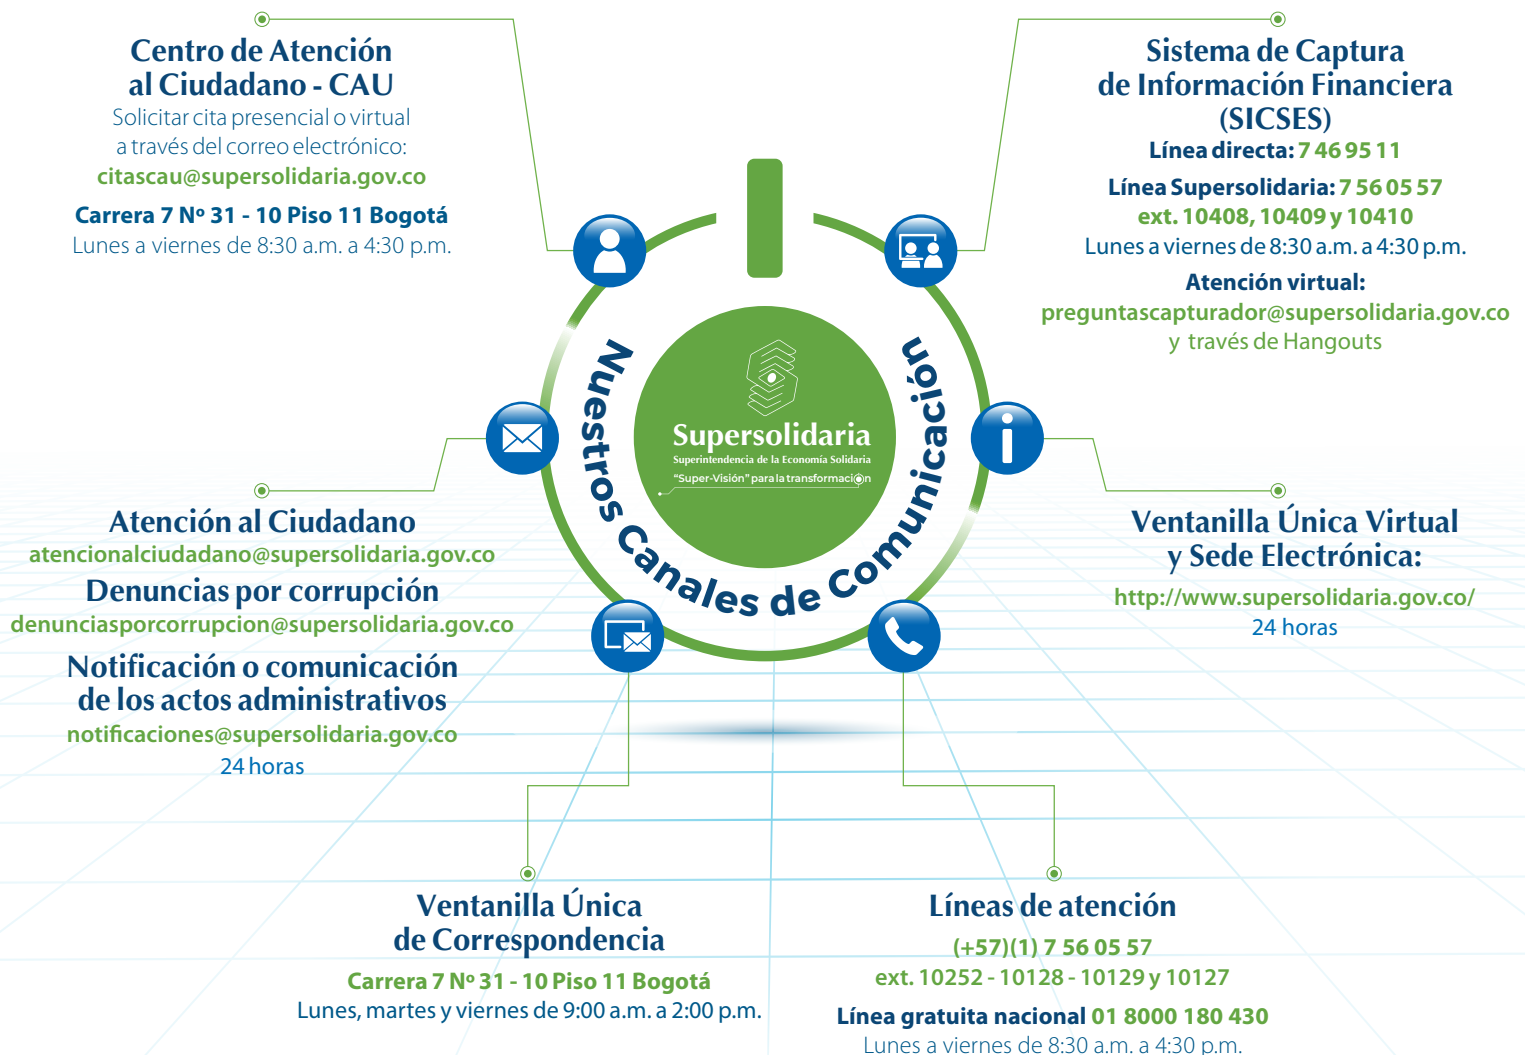 Centro de Atención
al Ciudadano - CAU
Solicitar cita presencial o virtual
a través del correo electrónico:
citascau@supersolidaria.gov.co
Carrera 7 Nº 31 - 10 Piso 11 Bogotá
Lunes a viernes de 8:30 a.m. a 4:30 p.m.
Sistema de Captura
de Información Financiera
(SICSES)
Línea directa: 7 46 95 11
Línea Supersolidaria: 7 56 05 57
ext. 10408, 10409 y 10410
Lunes a viernes de 8:30 a.m. a 4:30 p.m.
Atención virtual:
preguntascapturador@supersolidaria.gov.co
y través de Hangouts
Nuestros Canales de Comunicaición
Supersolidaria
Superintendencia de la Economía Solidaria
"Super-Visión" para la transformación
Atención al Ciudadano
atencionalciudadano@supersolidaria.gov.co
Denuncias por corrupción
denunciasporcorrupcion@supersolidaria.gov.co
Notificación o comunicación
de los actos administrativos
notificaciones@supersolidaria.gov.co
24 horas
Ventanilla Única Virtual
y Sede Electrónica:
http://www.supersolidaria.gov.co/
24 horas
Ventanilla Única
de Correspondencia
Carrera 7 Nº 31 - 10 Piso 11 Bogotá
Lunes, martes y viernes de 9:00 a.m. a 2:00 p.m.
Líneas de atención
(+57)(1) 7 56 05 57
ext. 10252 - 10128 - 10129 y 10127
Línea gratuita nacional 01 8000 180 430
Lunes a viernes de 8:30 a.m. a 4:30 p.m.